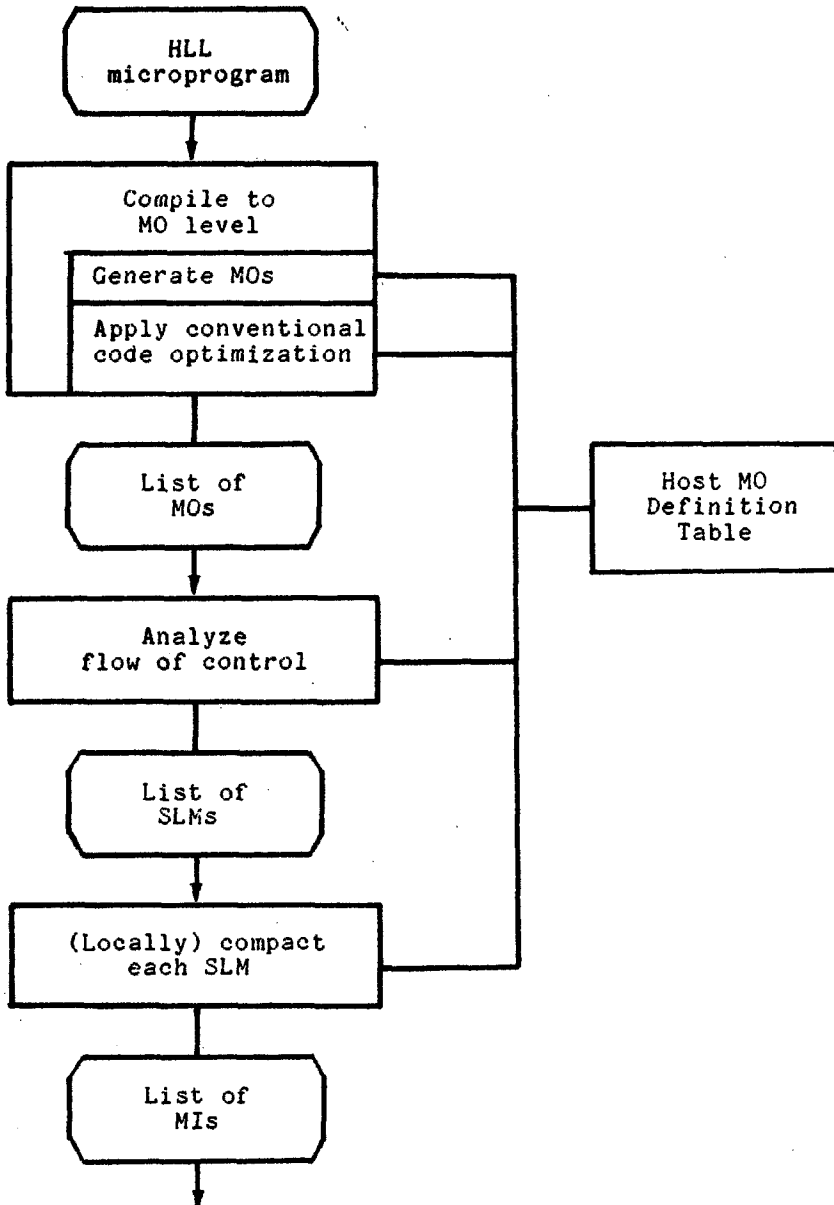 HLL
microprogram
Compile to
MO level
Generate MOs
Apply conventional
code optimization
List of
MOs
Host MO
Definition
Table
Analyze
flow of control
List of
SLMs
(Locally) compact
each SLM
List of
MIs